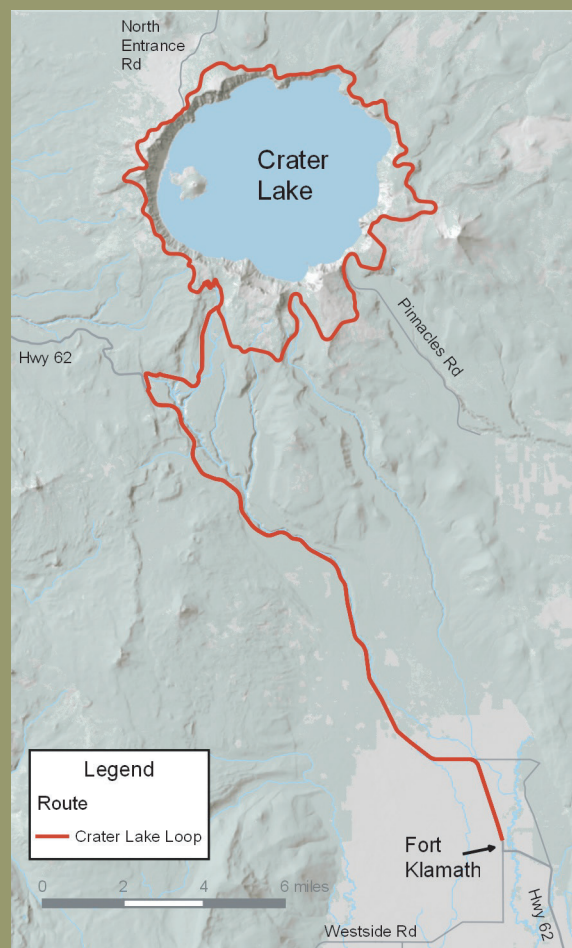 North
Entrance
Rd
Crater
Lake
Pinnacles Rd
Hwy 62
Legend
Route
Crater Lake Loop
Fort
Klamath
0 2 4 6 miles
Hwy 62
Westside Rd